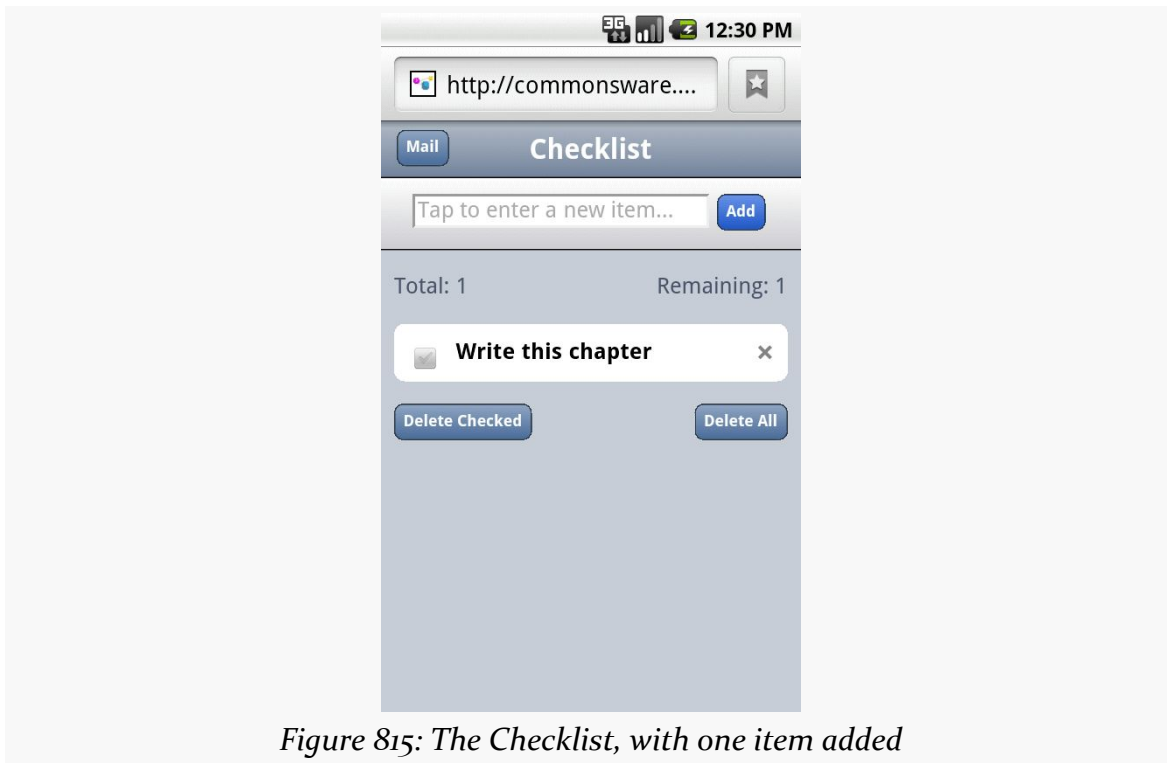 3G 12:30 PM
http://commonsware....
Mail Checklist
Tap to enter a new item... Add
Total: 1 Remaining: 1
Write this chapter ×
Delete Checked Delete All
Figure 815: The Checklist, with one item added